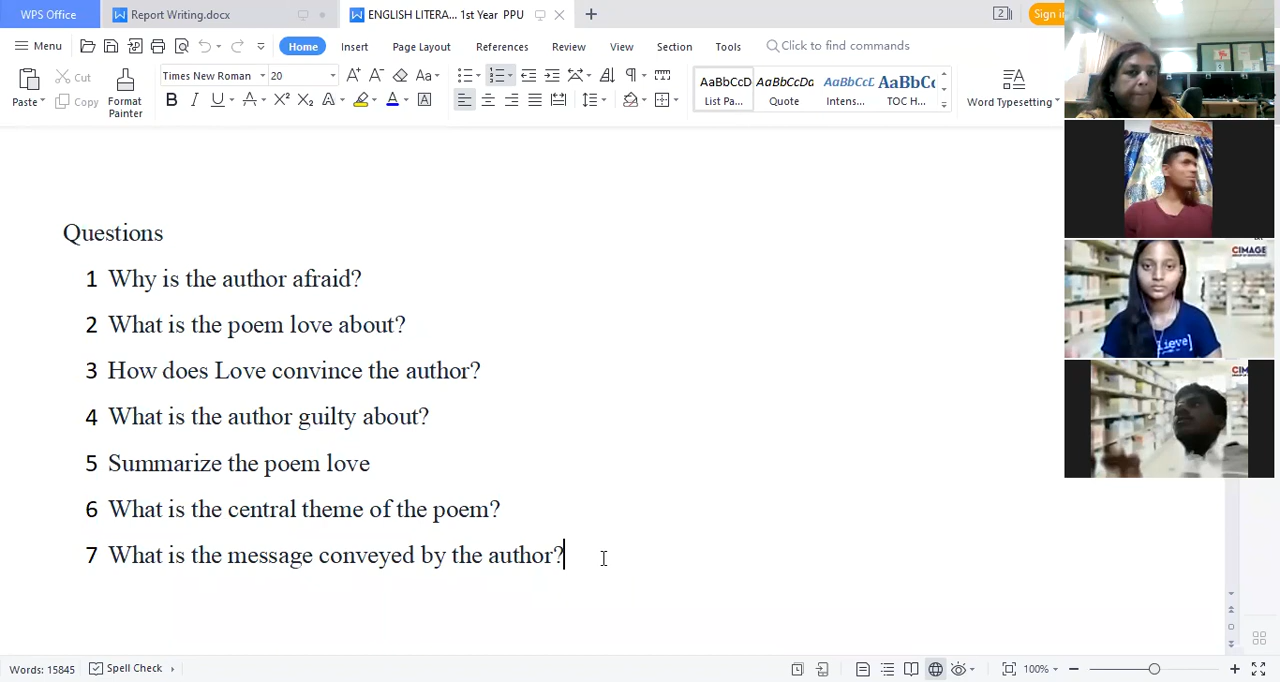 WPS Office
Report Writing.docx
ENGLISH LITERA... 1st Year PPU
2
Sign in
Menu
Home
Insert
Page Layout
References
Review
View
Section
Tools
Click to find commands
Paste
Cut
Copy
Format Painter
Times New Roman
20
AaBbCcD
List Pa...
AaBbCcDd
Quote
AaBbCcD
Intens...
AaBbCc
TOC H...
Word Typesetting
CIMAGE
Questions
1 Why is the author afraid?
2 What is the poem love about?
3 How does Love convince the author?
4 What is the author guilty about?
5 Summarize the poem love
6 What is the central theme of the poem?
7 What is the message conveyed by the author?
Words: 15845
Spell Check
100%